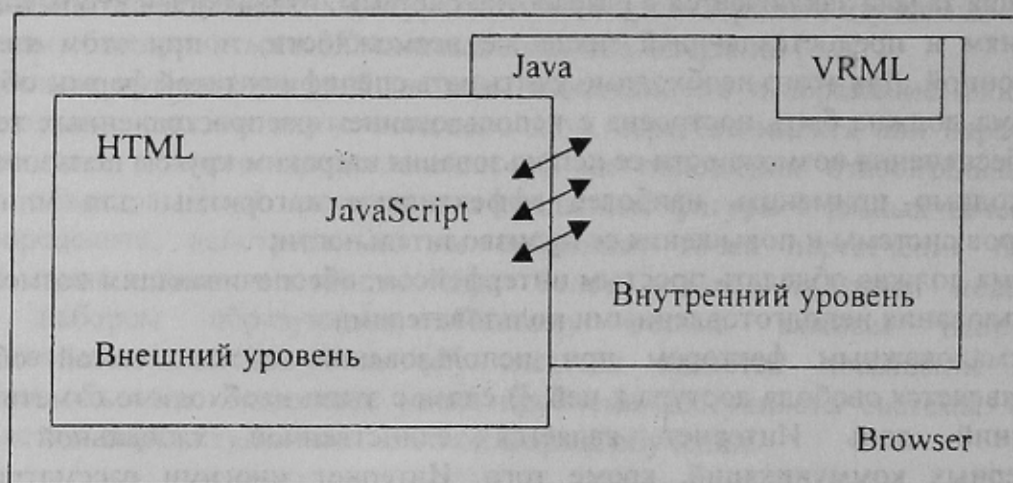 Java
VRML
HTML
JavaScript
Внутренний уровень
Внешний уровень
Browser